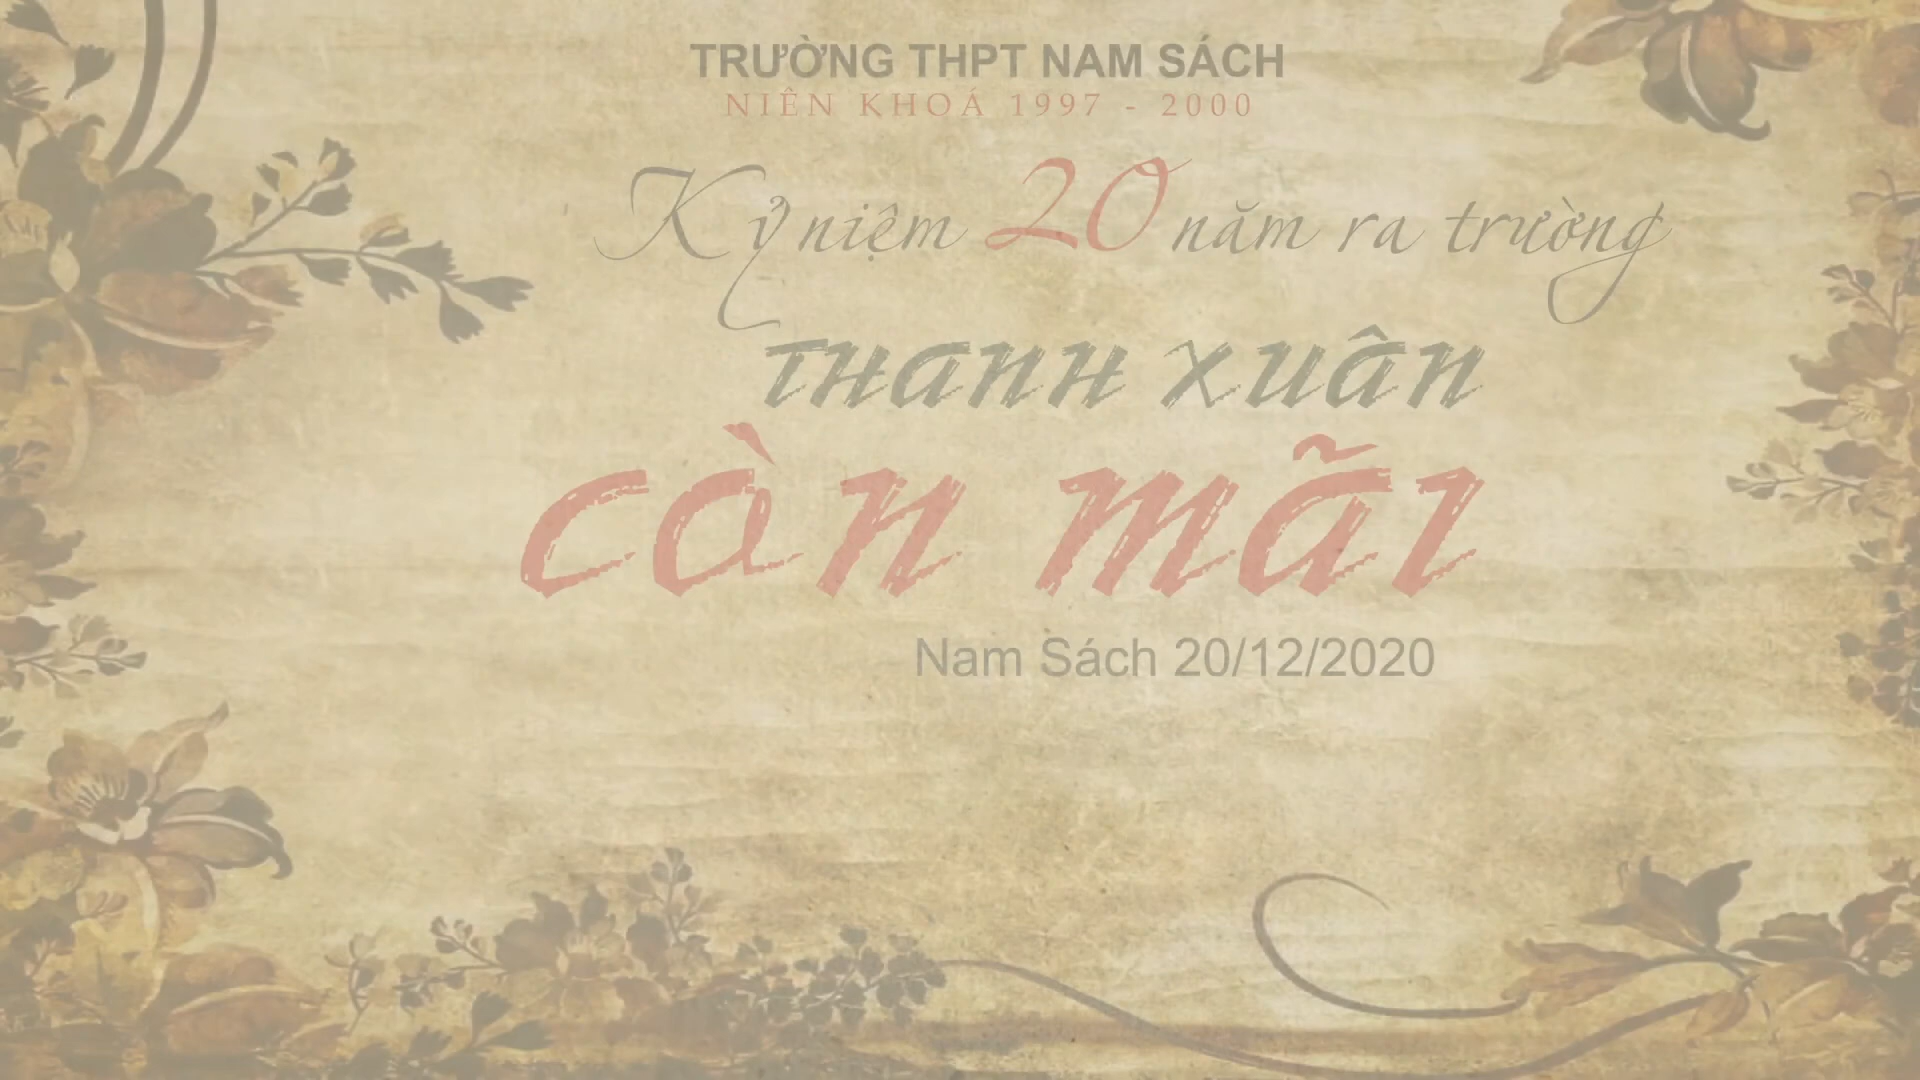 TRƯỜNG THPT NAM SÁCH
NIÊN KHOÁ 1997 - 2000
Kỷ niệm 20 năm ra trường
THANH XUÂN
CÒN MÃI
Nam Sách 20/12/2020